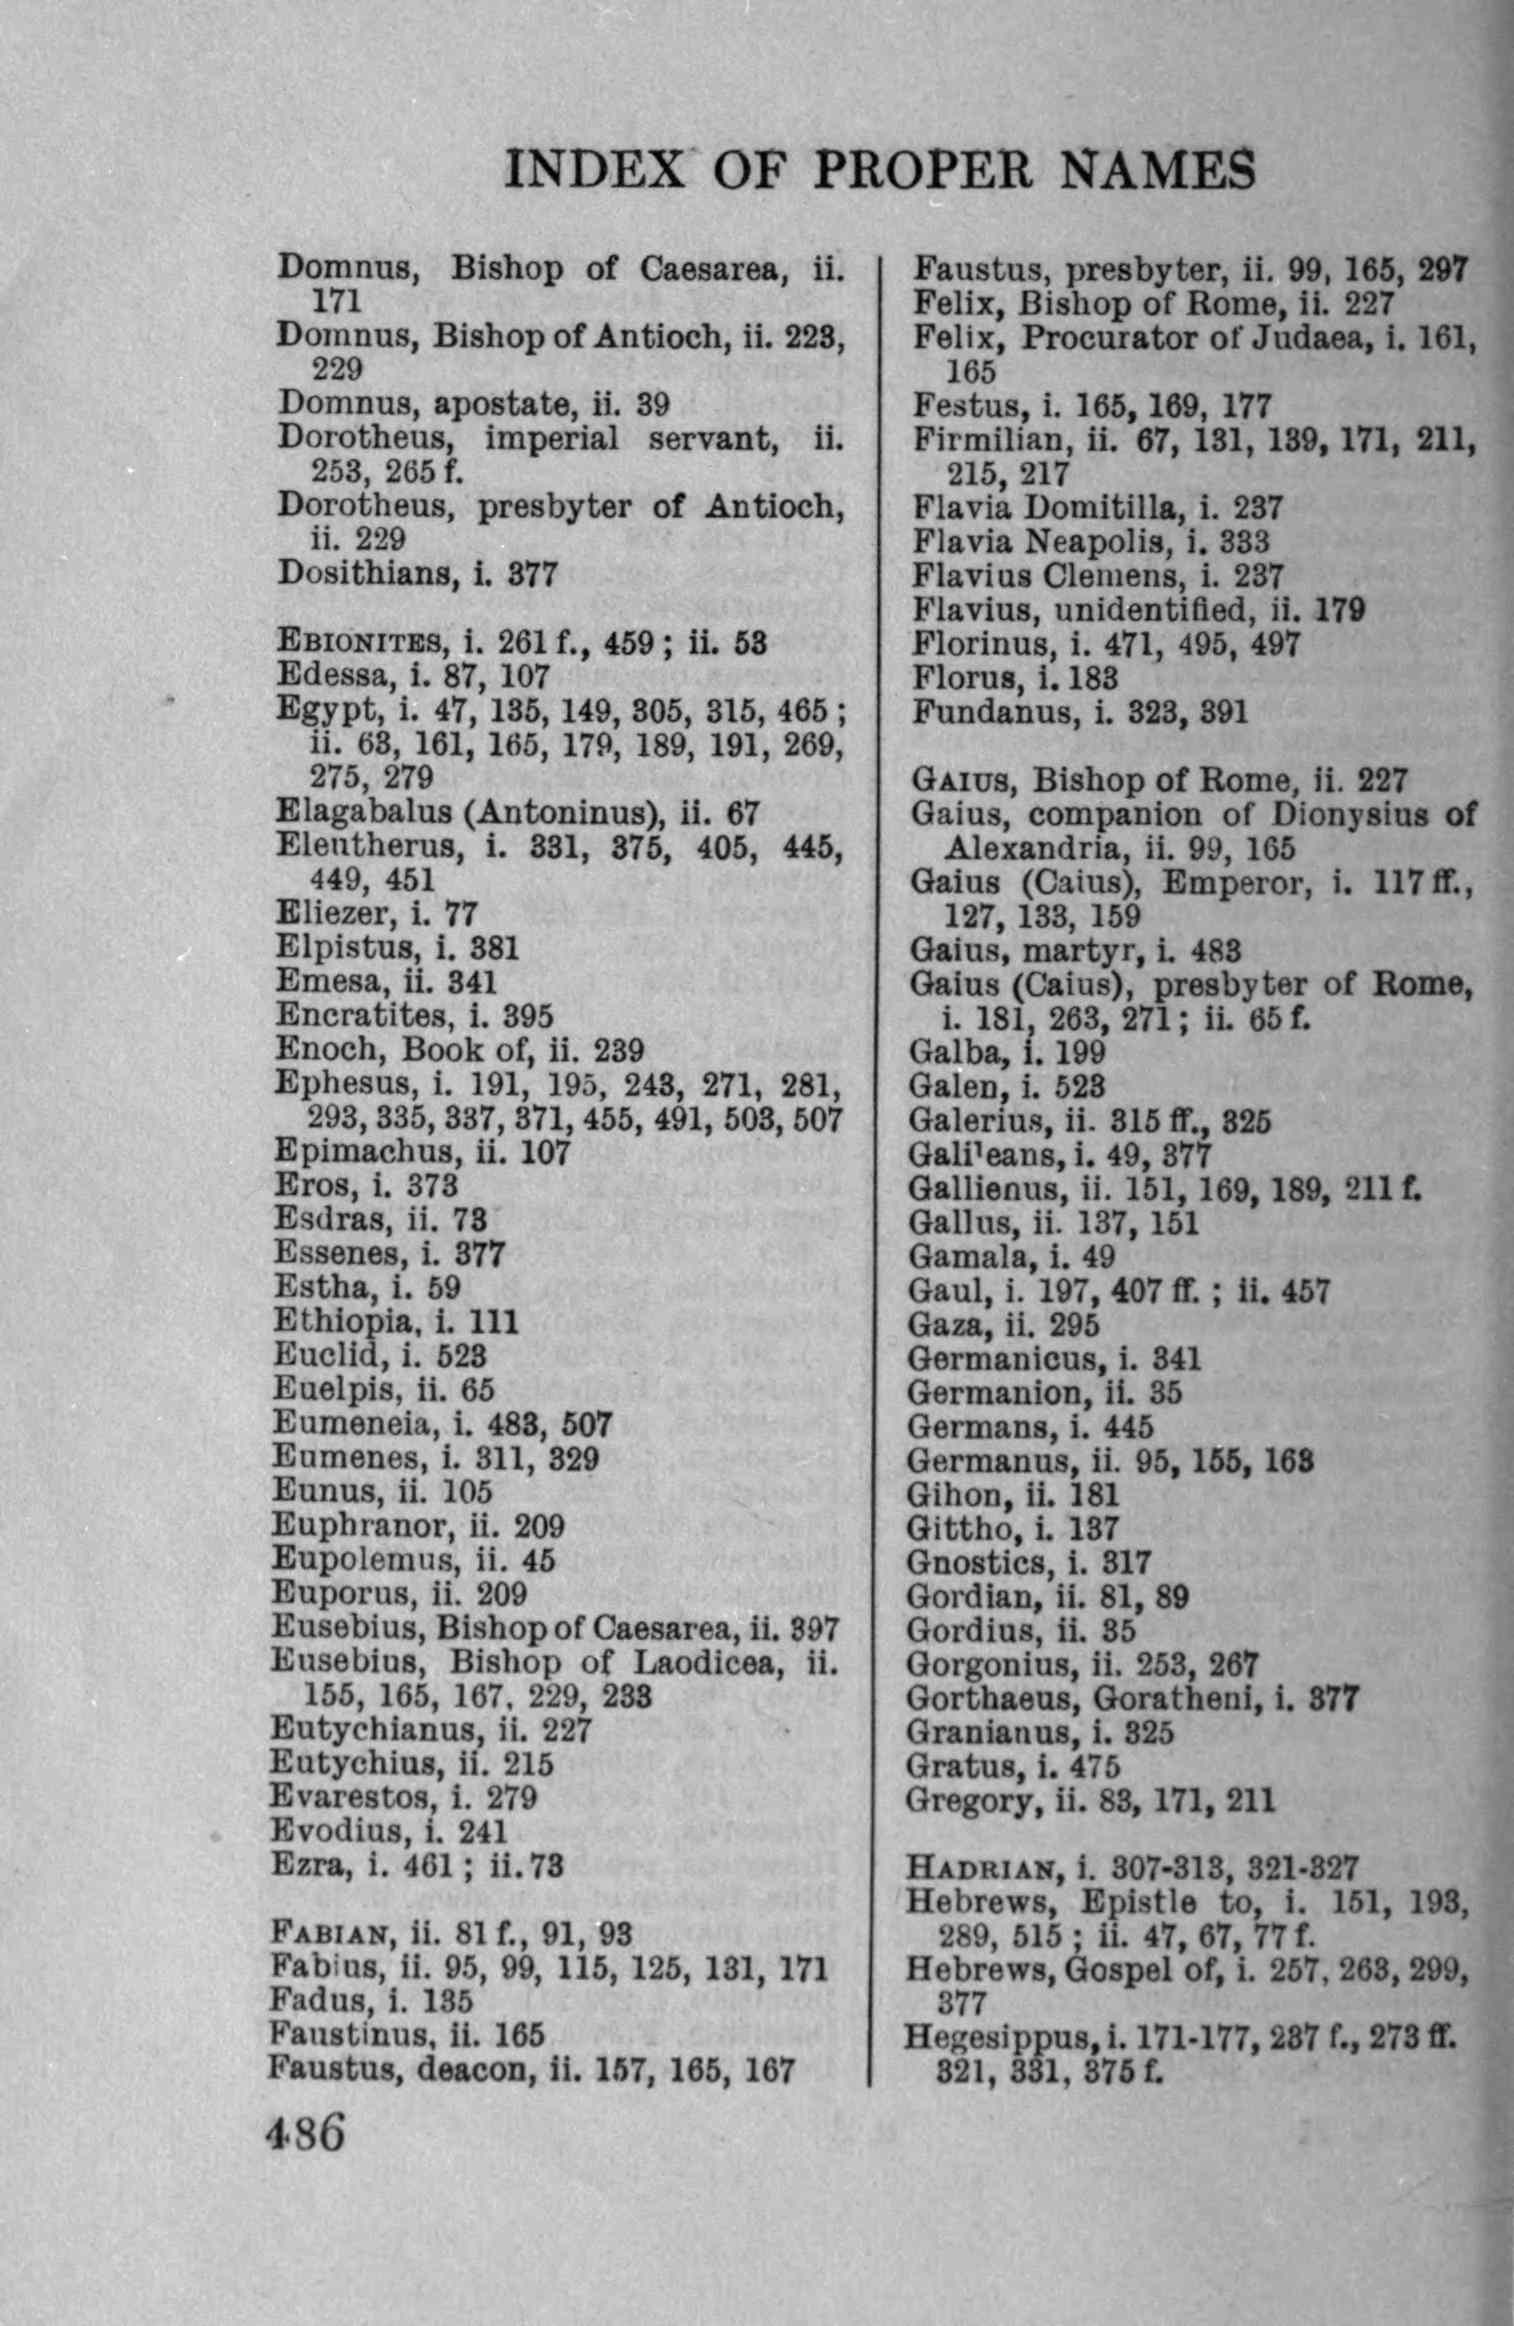 INDEX OF PROPER NAMES
Domnus, Bishop of Caesarea, ii.
171
Domnus, Bishop of Antioch, ii. 223,
229
Domnus, apostate, ii. 39
Dorotheus, imperial servant, ii.
253, 265 f.
Dorotheus, presbyter of Antioch,
ii. 229
Dosithians, i. 377
EBIONITES, i. 261 f., 459 ; ii. 53
Edessa, i. 87, 107
Egypt, i. 47, 135, 149, 305, 315, 465 ;
ii. 63, 161, 165, 179, 189, 191, 269,
275, 279
Elagabalus (Antoninus), ii. 67
Eleutherus, i. 331, 375, 405, 445,
449, 451
Eliezer, i. 77
Elpistus, i. 381
Emesa, ii. 341
Encratites, i. 395
Enoch, Book of, ii. 239
Ephesus, i. 191, 195, 243, 271, 281,
293, 335, 337, 371, 455, 491, 503, 507
Epimachus, ii. 107
Eros, i. 373
Esdras, ii. 73
Essenes, i. 377
Estha, i. 59
Ethiopia, i. 111
Euclid, i. 523
Euelpis, ii. 65
Eumeneia, i. 483, 507
Eumenes, i. 311, 329
Eunus, ii. 105
Euphranor, ii. 209
Eupolemus, ii. 45
Euporus, ii. 209
Eusebius, Bishop of Caesarea, ii. 397
Eusebius, Bishop of Laodicea, ii.
155, 165, 167, 229, 233
Eutychianus, ii. 227
Eutychius, ii. 215
Evarestos, i. 279
Evodius, i. 241
Ezra, i. 461 ; ii. 73
FABIAN, ii. 81 f., 91, 93
Fabius, ii. 95, 99, 115, 125, 131, 171
Fadus, i. 135
Faustinus, ii. 165
Faustus, deacon, ii. 157, 165, 167
486
Faustus, presbyter, ii. 99, 165, 297
Felix, Bishop of Rome, ii. 227
Felix, Procurator of Judaea, i. 161,
165
Festus, i. 165, 169, 177
Firmilian, ii. 67, 131, 139, 171, 211,
215, 217
Flavia Domitilla, i. 237
Flavia Neapolis, i. 333
Flavius Clemens, i. 237
Flavius, unidentified, ii. 179
Florinus, i. 471, 495, 497
Florus, i. 183
Fundanus, i. 323, 391
GAIUS, Bishop of Rome, ii. 227
Gaius, companion of Dionysius of
Alexandria, ii. 99, 165
Gaius (Caius), Emperor, i. 117 ff.,
127, 133, 159
Gaius, martyr, i. 483
Gaius (Caius), presbyter of Rome,
i. 181, 263, 271 ; ii. 65 f.
Galba, i. 199
Galen, i. 523
Galerius, ii. 315 ff., 325
Galileans, i. 49, 377
Gallienus, ii. 151, 169, 189, 211 f.
Gallus, ii. 137, 151
Gamala, i. 49
Gaul, i. 197, 407 ff. ; ii. 457
Gaza, ii. 295
Germanicus, i. 341
Germanion, ii. 35
Germans, i. 445
Germanus, ii. 95, 155, 163
Gihon, ii. 181
Gittho, i. 137
Gnostics, i. 317
Gordian, ii. 81, 89
Gordius, ii. 35
Gorgonius, ii. 253, 267
Gorthaeus, Goratheni, i. 377
Granianus, i. 325
Gratus, i. 475
Gregory, ii. 83, 171, 211
HADRIAN, i. 307-313, 321-327
Hebrews, Epistle to, i. 151, 193,
289, 515 ; ii. 47, 67, 77 f.
Hebrews, Gospel of, i. 257, 263, 299,
377
Hegesippus, i. 171-177, 237 f., 273 ff.
321, 331, 375 f.